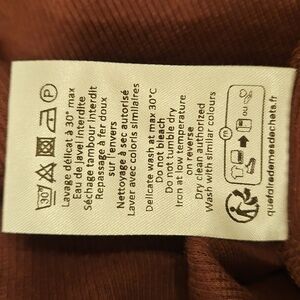 30°
P
Lavage délicat à 30° max
Eau de javel interdite
Séchage tambour interdit
Repassage à fer doux
sur l'envers
Nettoyage à sec autorisé
Laver avec coloris similaires
Delicate wash at max 30°C
Do not bleach
Do not tumble dry
Iron at low temperature
on reverse
Dry clean authorized
Wash with similar colours
OU
quefairedemesdechets.fr